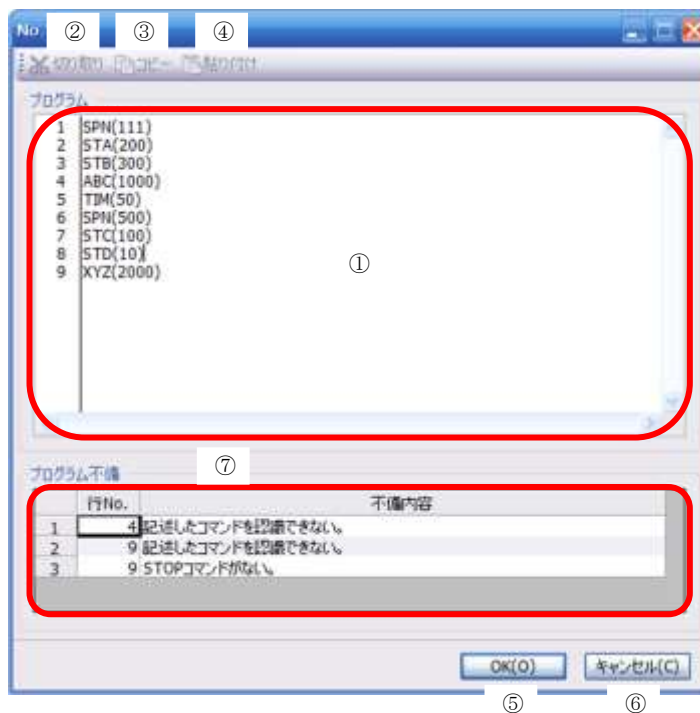 No
② ③ ④
切り取り コピー 貼り付け
プログラム
1 SPN(111)
2 STA(200)
3 STB(300)
4 ABC(1000)
5 TIM(50)
6 SPN(500)
7 STC(100)
8 STD(10)
9 XYZ(2000)
①
⑦
プログラム不備
行No. 不備内容
1 4 記述したコマンドを認識できない。
2 9 記述したコマンドを認識できない。
3 9 STOPコマンドがない。
OK(O) キャンセル(C)
⑤ ⑥